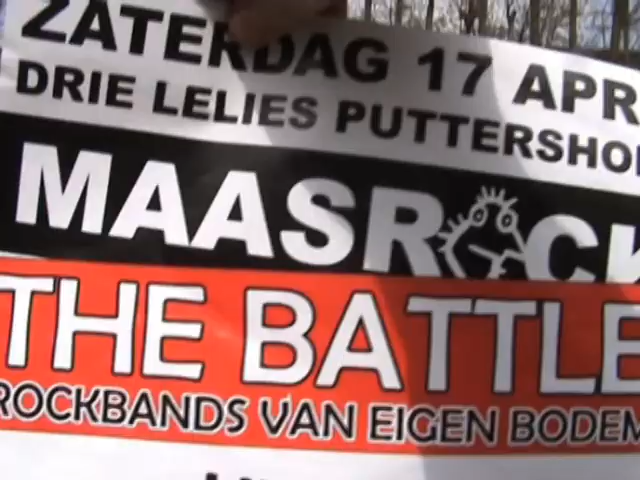 ZATERDAG 17 APR
DRIE LELIES PUTTERSHO
MAASROCK
THE BATTLE
ROCKBANDS VAN EIGEN BODEM